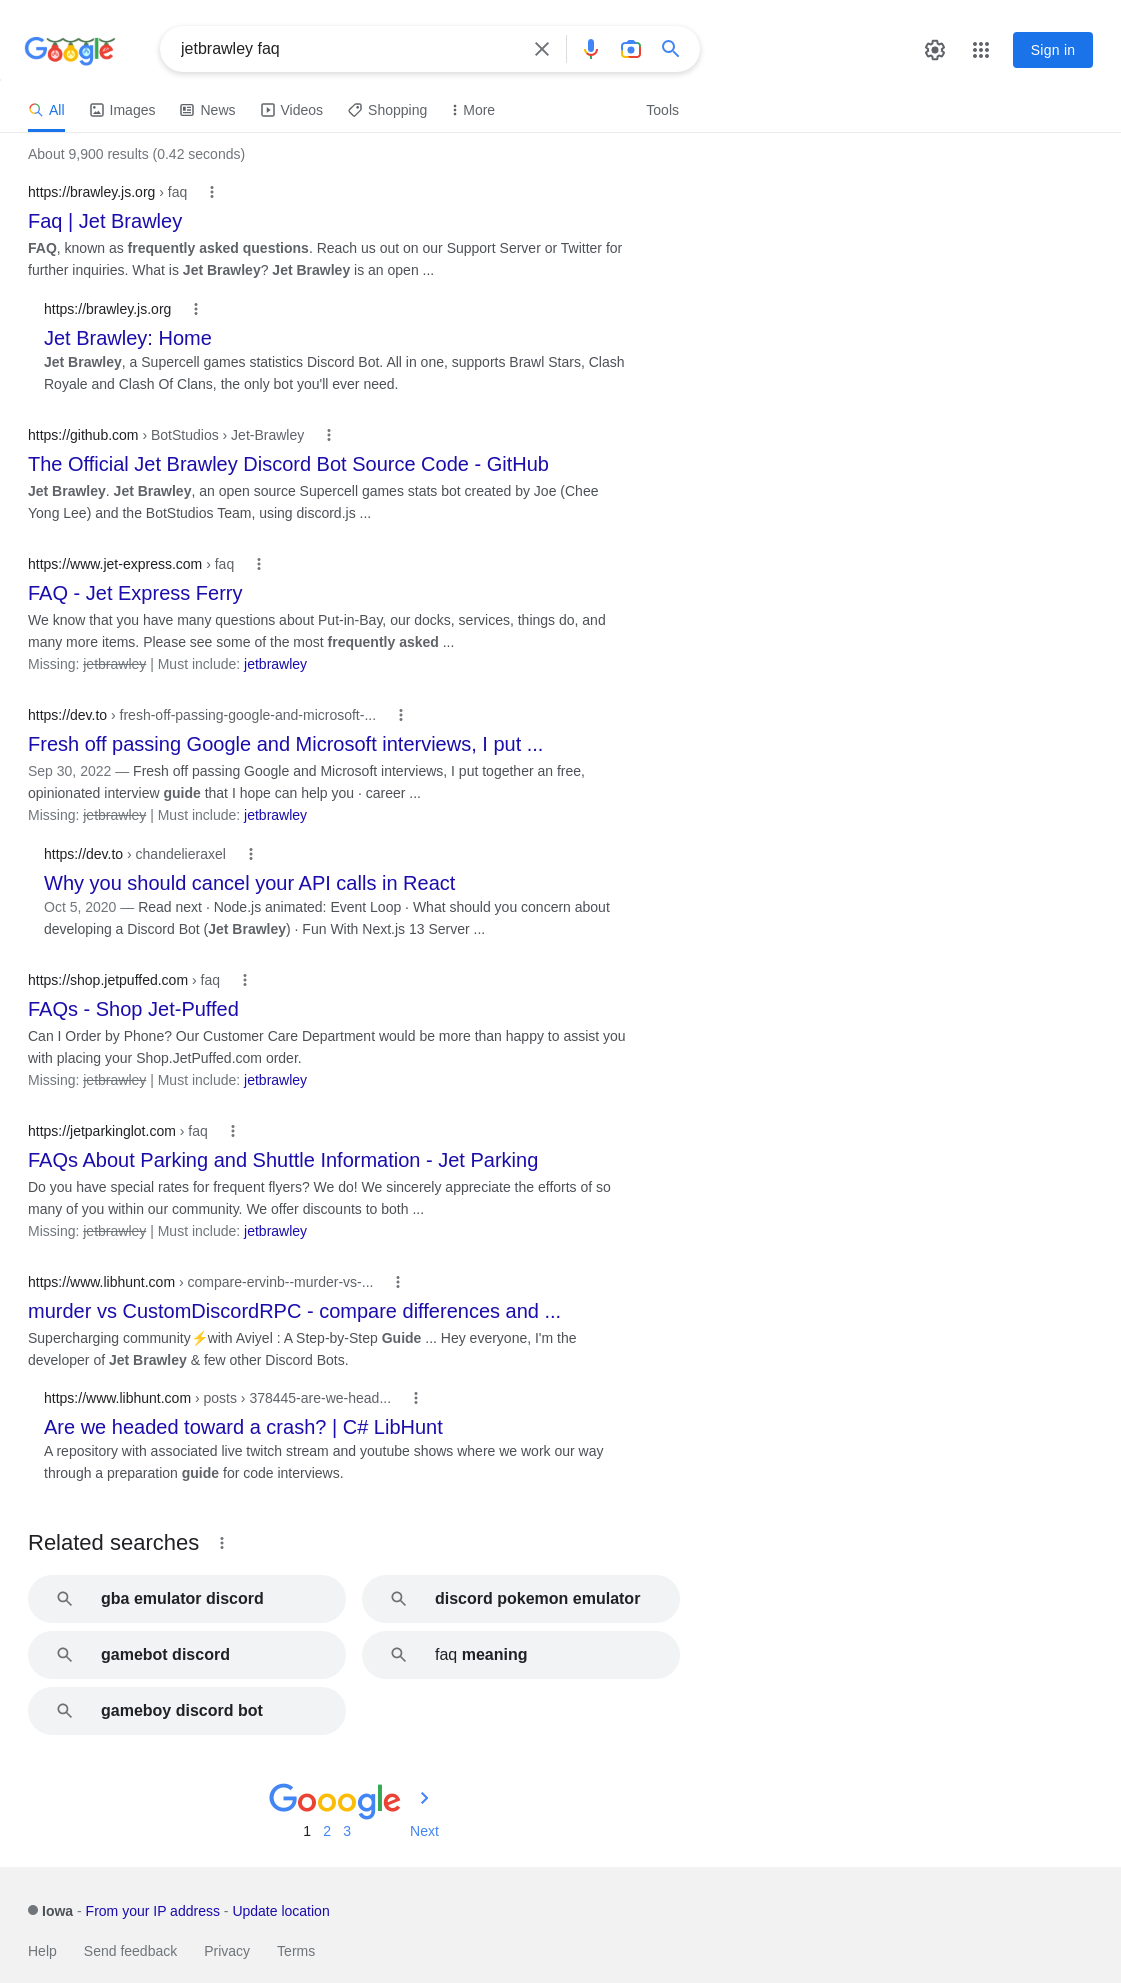 Google
jetbrawley faq
Sign in
All
Images
News
Videos
Shopping
More
Tools
About 9,900 results (0.42 seconds)
https://brawley.js.org › faq
Faq | Jet Brawley
FAQ, known as frequently asked questions. Reach us out on our Support Server or Twitter for
further inquiries. What is Jet Brawley? Jet Brawley is an open ...
https://brawley.js.org
Jet Brawley: Home
Jet Brawley, a Supercell games statistics Discord Bot. All in one, supports Brawl Stars, Clash
Royale and Clash Of Clans, the only bot you'll ever need.
https://github.com › BotStudios › Jet-Brawley
The Official Jet Brawley Discord Bot Source Code - GitHub
Jet Brawley. Jet Brawley, an open source Supercell games stats bot created by Joe (Chee
Yong Lee) and the BotStudios Team, using discord.js ...
https://www.jet-express.com › faq
FAQ - Jet Express Ferry
We know that you have many questions about Put-in-Bay, our docks, services, things do, and
many more items. Please see some of the most frequently asked ...
Missing: jetbrawley | Must include: jetbrawley
https://dev.to › fresh-off-passing-google-and-microsoft-...
Fresh off passing Google and Microsoft interviews, I put ...
Sep 30, 2022 — Fresh off passing Google and Microsoft interviews, I put together an free,
opinionated interview guide that I hope can help you · career ...
Missing: jetbrawley | Must include: jetbrawley
https://dev.to › chandelieraxel
Why you should cancel your API calls in React
Oct 5, 2020 — Read next · Node.js animated: Event Loop · What should you concern about
developing a Discord Bot (Jet Brawley) · Fun With Next.js 13 Server ...
https://shop.jetpuffed.com › faq
FAQs - Shop Jet-Puffed
Can I Order by Phone? Our Customer Care Department would be more than happy to assist you
with placing your Shop.JetPuffed.com order.
Missing: jetbrawley | Must include: jetbrawley
https://jetparkinglot.com › faq
FAQs About Parking and Shuttle Information - Jet Parking
Do you have special rates for frequent flyers? We do! We sincerely appreciate the efforts of so
many of you within our community. We offer discounts to both ...
Missing: jetbrawley | Must include: jetbrawley
https://www.libhunt.com › compare-ervinb--murder-vs-...
murder vs CustomDiscordRPC - compare differences and ...
Supercharging community⚡with Aviyel : A Step-by-Step Guide ... Hey everyone, I'm the
developer of Jet Brawley & few other Discord Bots.
https://www.libhunt.com › posts › 378445-are-we-head...
Are we headed toward a crash? | C# LibHunt
A repository with associated live twitch stream and youtube shows where we work our way
through a preparation guide for code interviews.
Related searches
gba emulator discord
discord pokemon emulator
gamebot discord
faq meaning
gameboy discord bot
Gooogle
1 2 3 Next
Iowa - From your IP address - Update location
Help Send feedback Privacy Terms